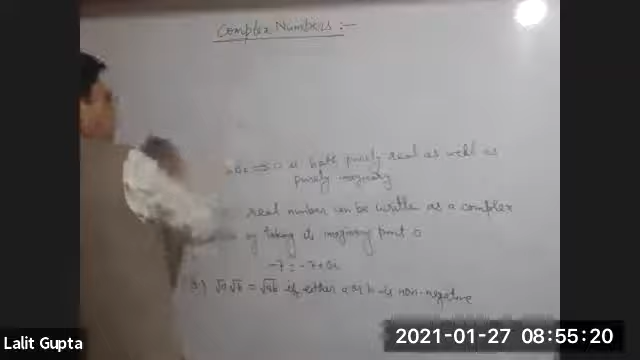 Complex Numbers :-
0 is both purely real as well as
purely imaginary
real number can be written as a complex
by taking its imaginary part 0
-7 = -7+0i
3) √a √b = √ab if either a or b is non-negative
Lalit Gupta
2021-01-27 08:55:20